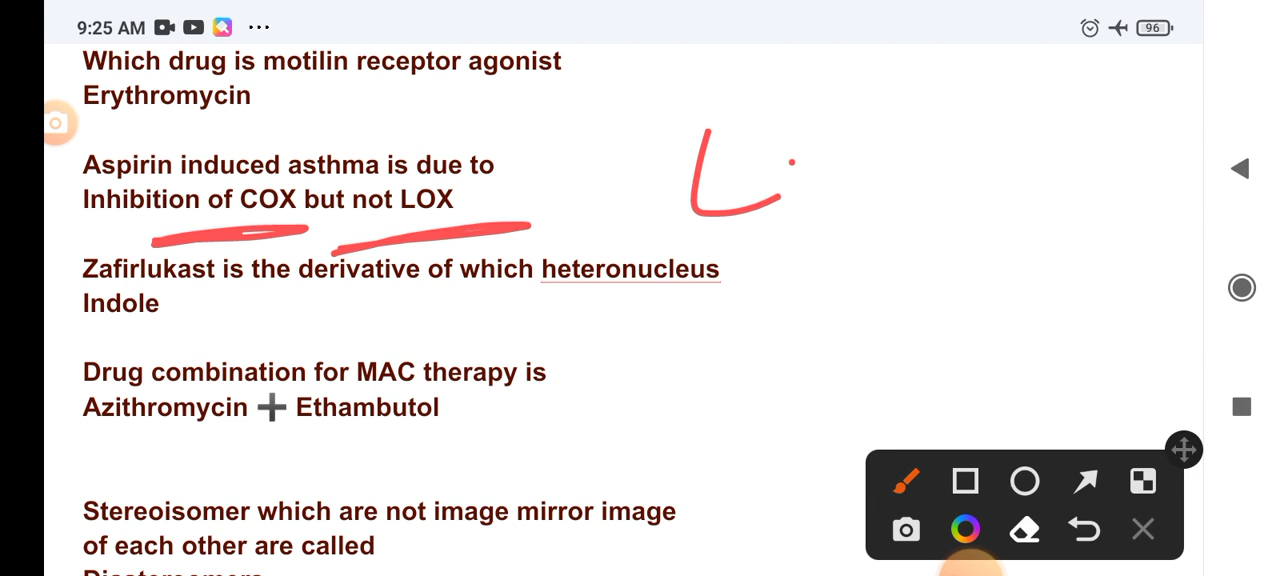 9:25 AM
96
Which drug is motilin receptor agonist
Erythromycin
Aspirin induced asthma is due to
Inhibition of COX but not LOX
L
Zafirlukast is the derivative of which heteronucleus
Indole
Drug combination for MAC therapy is
Azithromycin ➕ Ethambutol
Stereoisomer which are not image mirror image
of each other are called